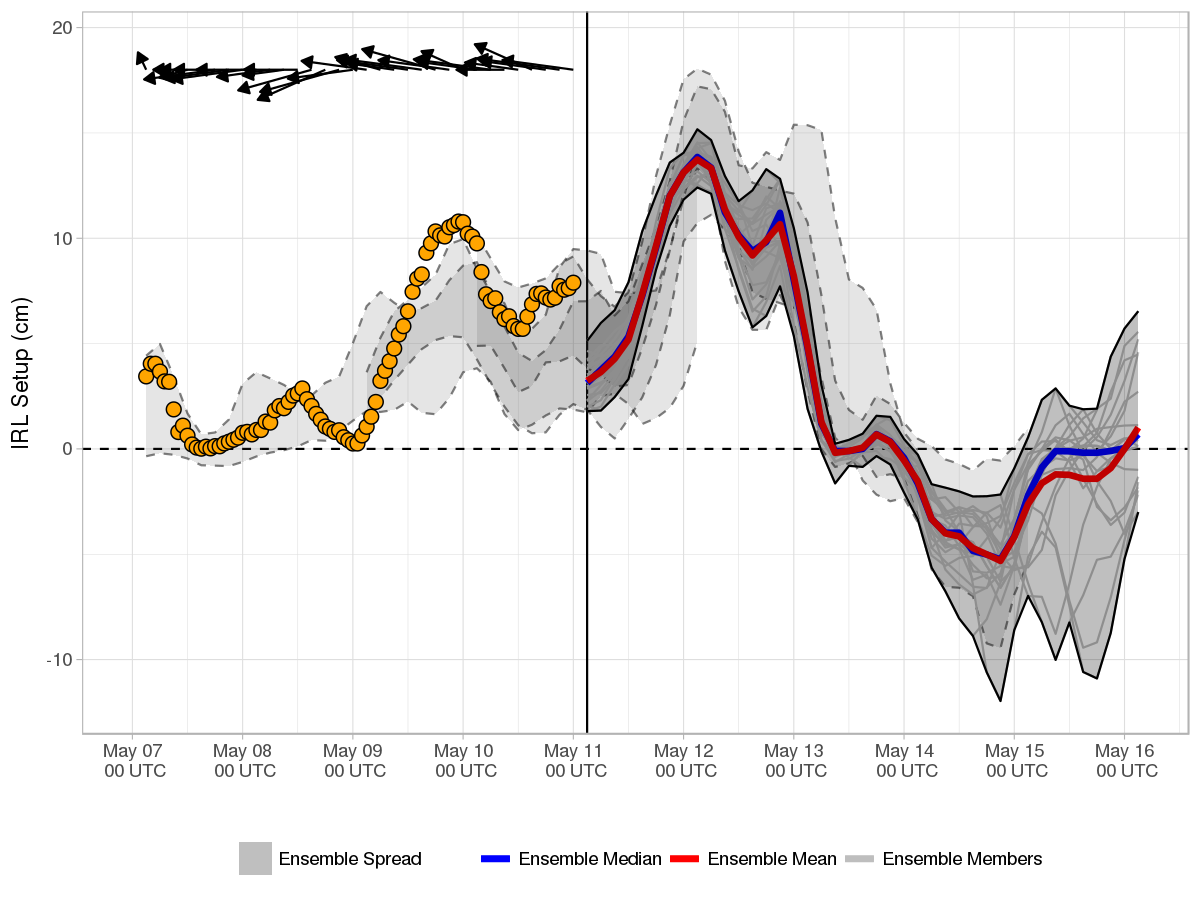 20
10
0
-10
IRL Setup (cm)
May 07 May 08 May 09 May 10 May 11 May 12 May 13 May 14 May 15 May 16
00 UTC 00 UTC 00 UTC 00 UTC 00 UTC 00 UTC 00 UTC 00 UTC 00 UTC 00 UTC
Ensemble Spread Ensemble Median Ensemble Mean Ensemble Members